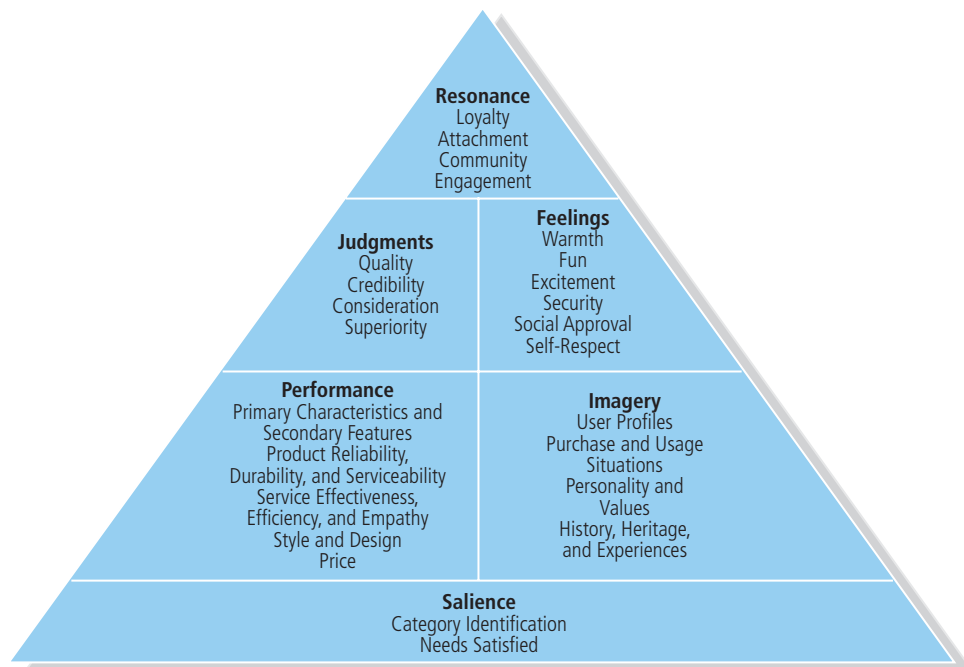 Resonance
Loyalty
Attachment
Community
Engagement
Judgments
Quality
Credibility
Consideration
Superiority
Feelings
Warmth
Fun
Excitement
Security
Social Approval
Self-Respect
Performance
Primary Characteristics and
Secondary Features
Product Reliability,
Durability, and Serviceability
Service Effectiveness,
Efficiency, and Empathy
Style and Design
Price
Imagery
User Profiles
Purchase and Usage
Situations
Personality and
Values
History, Heritage,
and Experiences
Salience
Category Identification
Needs Satisfied